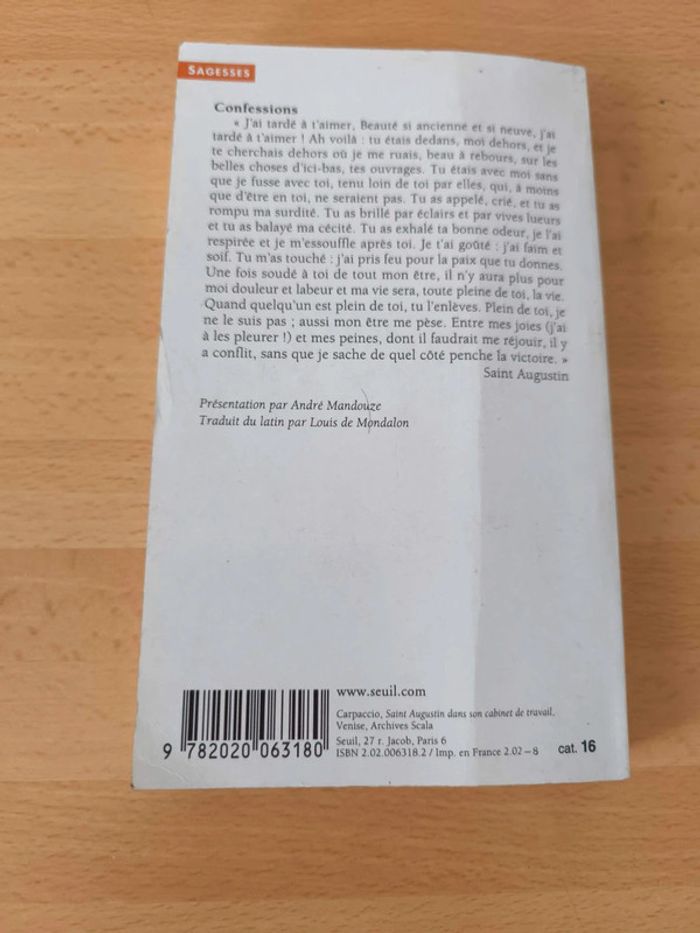 SAGESSES
Confessions
« J'ai tardé à t'aimer, Beauté si ancienne et si neuve, j'ai
tardé à t'aimer ! Ah voilà : tu étais dedans, moi dehors, et je
te cherchais dehors où je me ruais, beau à rebours, sur les
belles choses d'ici-bas, tes ouvrages. Tu étais avec moi sans
que je fusse avec toi, tenu loin de toi par elles, qui, à moins
que d'être en toi, ne seraient pas. Tu as appelé, crié, et tu as
rompu ma surdité. Tu as brillé par éclairs et par vives lueurs
et tu as balayé ma cécité. Tu as exhalé ta bonne odeur, je l'ai
respirée et je m'essouffle après toi. Je t'ai goûté : j'ai faim et
soif. Tu m'as touché : j'ai pris feu pour la paix que tu donnes.
Une fois soudé à toi de tout mon être, il n'y aura plus pour
moi douleur et labeur et ma vie sera, toute pleine de toi, la vie.
Quand quelqu'un est plein de toi, tu l'enlèves. Plein de toi, je
ne le suis pas ; aussi mon être me pèse. Entre mes joies (j'ai
à les pleurer !) et mes peines, dont il faudrait me réjouir, il y
a conflit, sans que je sache de quel côté penche la victoire. »
Saint Augustin
Présentation par André Mandouze
Traduit du latin par Louis de Mondalon
www.seuil.com
Carpaccio, Saint Augustin dans son cabinet de travail.
Venise, Archives Scala
Seuil, 27 r. Jacob, Paris 6
ISBN 2.02.006318.2 / Imp. en France 2.02-8
cat. 16
9 782020 063180